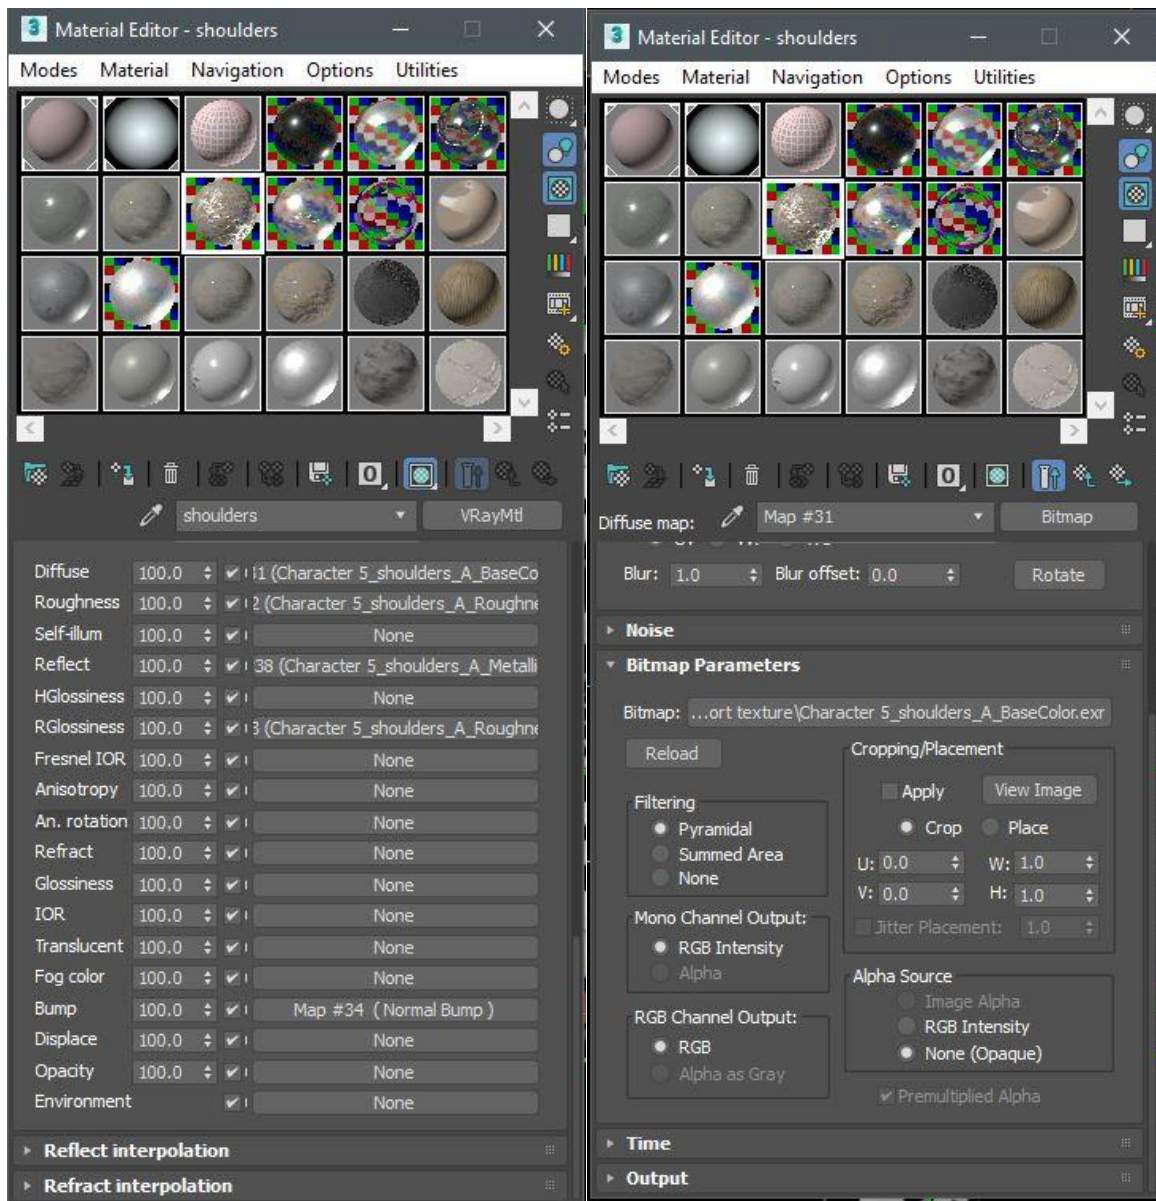 3 Material Editor - shoulders
Modes Material Navigation Options Utilities
0
shoulders VRayMtl
Diffuse 100.0 (Character 5_shoulders_A_BaseCo
Roughness 100.0 2 (Character 5_shoulders_A_Roughne
Self-illum 100.0 None
Reflect 100.0 38 (Character 5_shoulders_A_Metalli
HGlossiness 100.0 None
RGlossiness 100.0 3 (Character 5_shoulders_A_Roughne
Fresnel IOR 100.0 None
Anisotropy 100.0 None
An. rotation 100.0 None
Refract 100.0 None
Glossiness 100.0 None
IOR 100.0 None
Translucent 100.0 None
Fog color 100.0 None
Bump 100.0 Map #34 ( Normal Bump )
Displace 100.0 None
Opacity 100.0 None
Environment None
Reflect interpolation
Refract interpolation
3 Material Editor - shoulders
Modes Material Navigation Options Utilities
0
Diffuse map: Map #31 Bitmap
Blur: 1.0 Blur offset: 0.0 Rotate
Noise
Bitmap Parameters
Bitmap: ...ort texture\Character 5_shoulders_A_BaseColor.exr
Reload
Cropping/Placement
Apply View Image
Crop Place
U: 0.0 W: 1.0
V: 0.0 H: 1.0
Jitter Placement: 1.0
Filtering
Pyramidal
Summed Area
None
Mono Channel Output:
RGB Intensity
Alpha
RGB Channel Output:
RGB
Alpha as Gray
Alpha Source
Image Alpha
RGB Intensity
None (Opaque)
Premultiplied Alpha
Time
Output